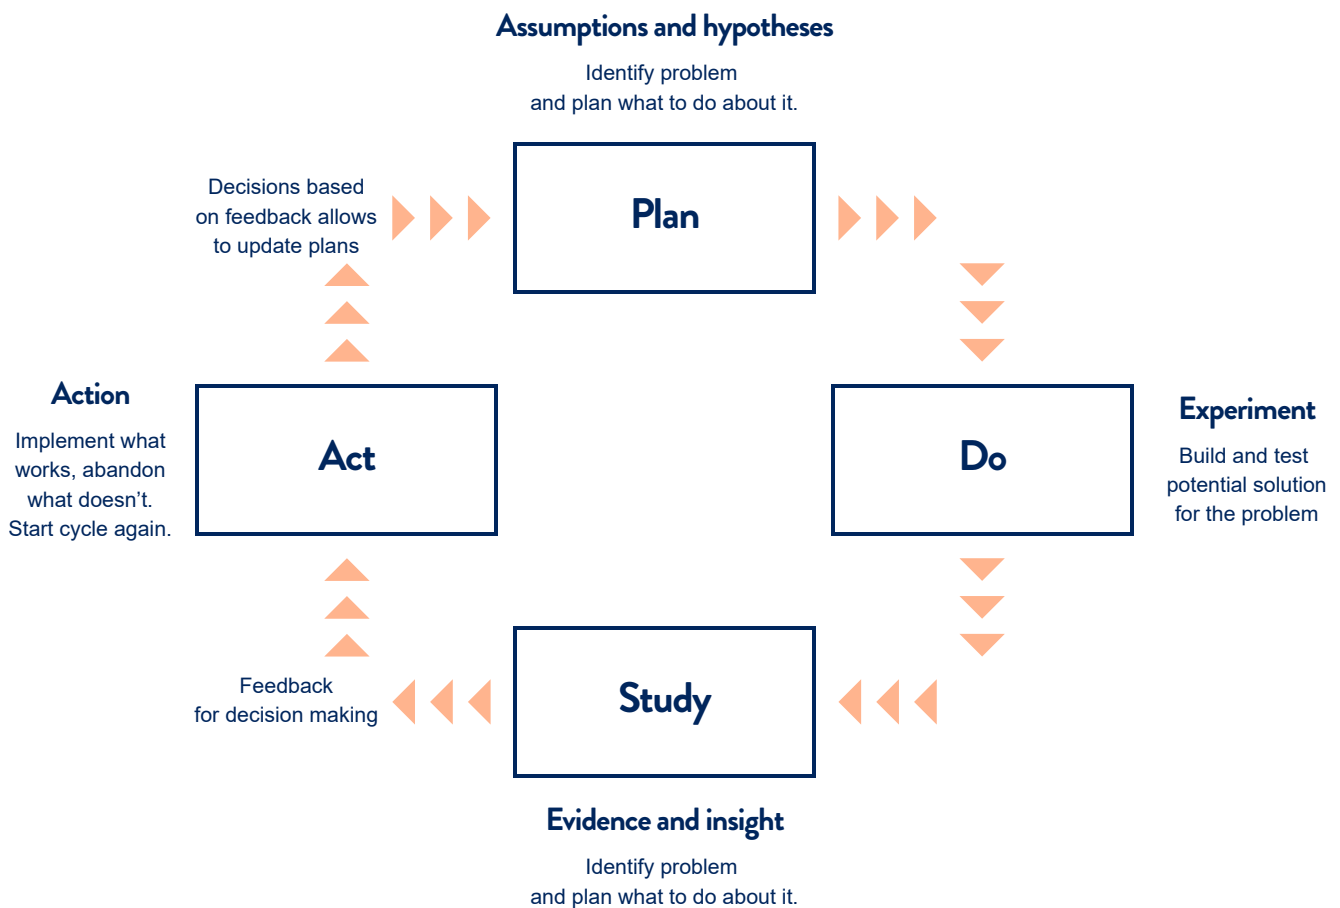 Assumptions and hypotheses
Identify problem
and plan what to do about it.
Plan
Decisions based
on feedback allows
to update plans
Action
Implement what
works, abandon
what doesn’t.
Start cycle again.
Act
Do
Experiment
Build and test
potential solution
for the problem
Feedback
for decision making
Study
Evidence and insight
Identify problem
and plan what to do about it.